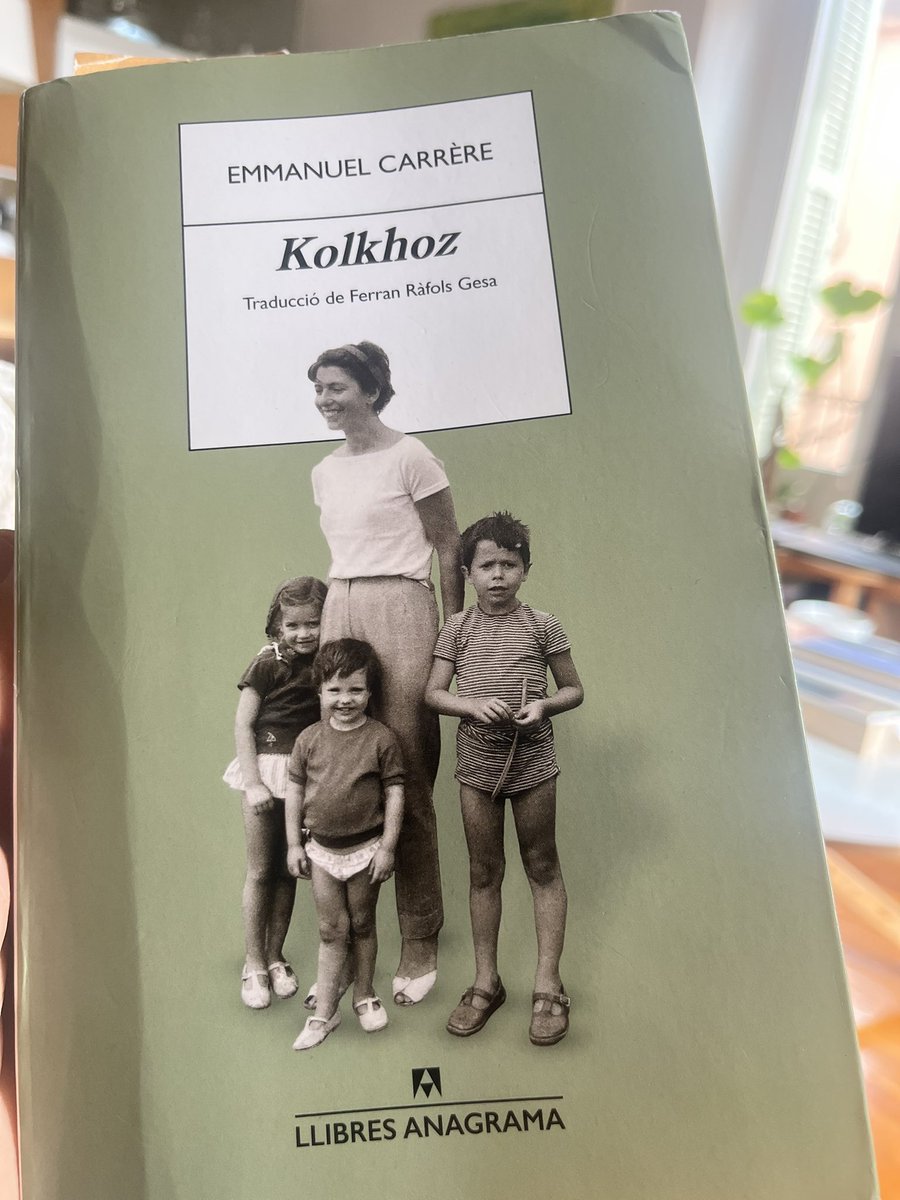 EMMANUEL CARRÈRE
Kolkhoz
Traducció de Ferran Ràfols Gesa
LLIBRES ANAGRAMA